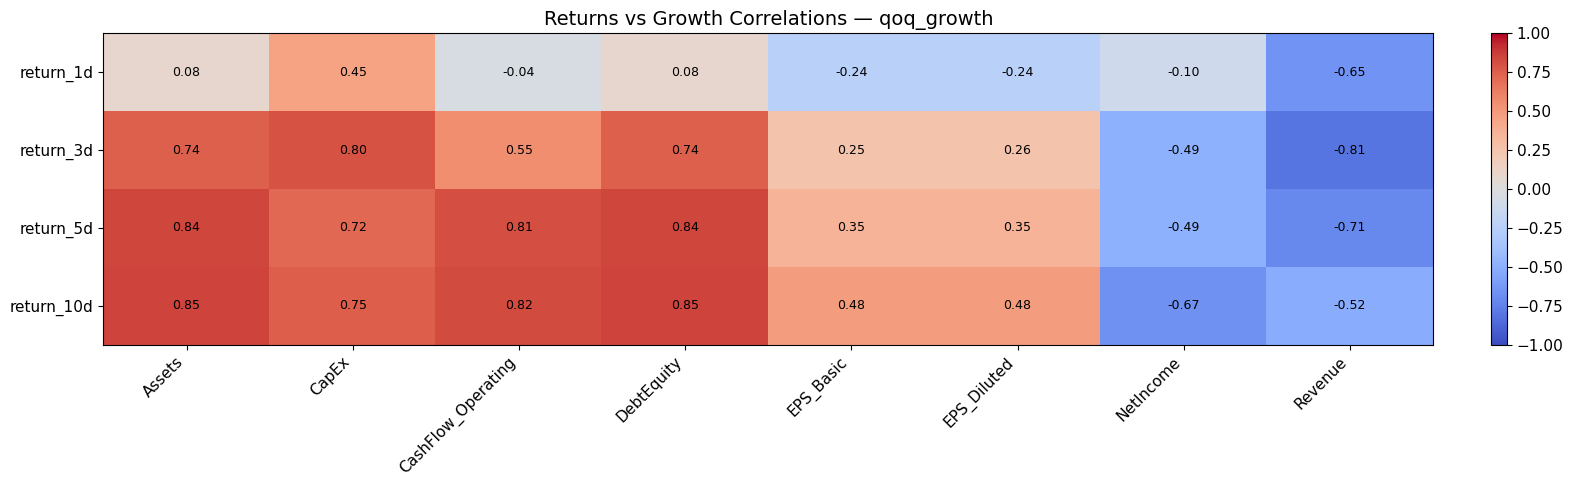 Returns vs Growth Correlations — qoq_growth
return_1d 0.08 0.45 -0.04 0.08 -0.24 -0.24 -0.10 -0.65
return_3d 0.74 0.80 0.55 0.74 0.25 0.26 -0.49 -0.81
return_5d 0.84 0.72 0.81 0.84 0.35 0.35 -0.49 -0.71
return_10d 0.85 0.75 0.82 0.85 0.48 0.48 -0.67 -0.52
Assets CapEx CashFlow_Operating DebtEquity EPS_Basic EPS_Diluted NetIncome Revenue
1.00
0.75
0.50
0.25
0.00
−0.25
−0.50
−0.75
−1.00